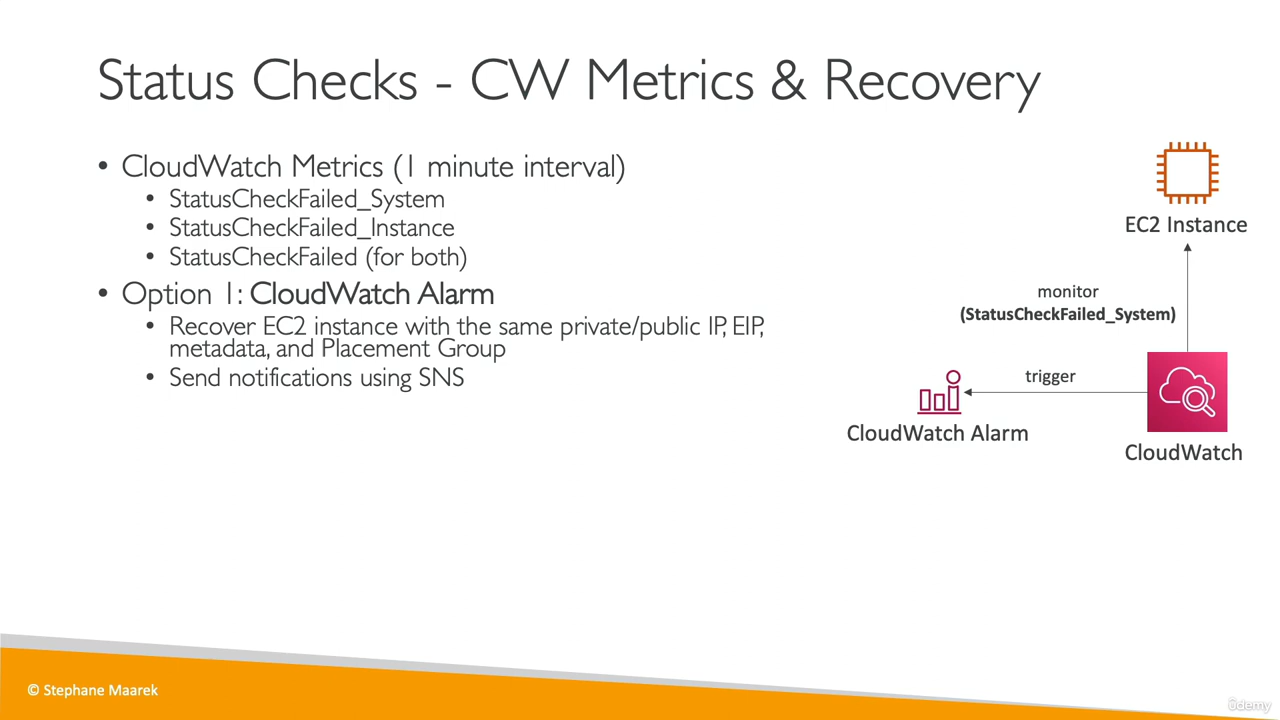 Status Checks - CW Metrics & Recovery
• CloudWatch Metrics (1 minute interval)
• StatusCheckFailed_System
• StatusCheckFailed_Instance
• StatusCheckFailed (for both)
• Option 1: CloudWatch Alarm
• Recover EC2 instance with the same private/public IP, EIP,
metadata, and Placement Group
• Send notifications using SNS
EC2 Instance
monitor
(StatusCheckFailed_System)
trigger
CloudWatch Alarm
CloudWatch
© Stephane Maarek
ûdemy